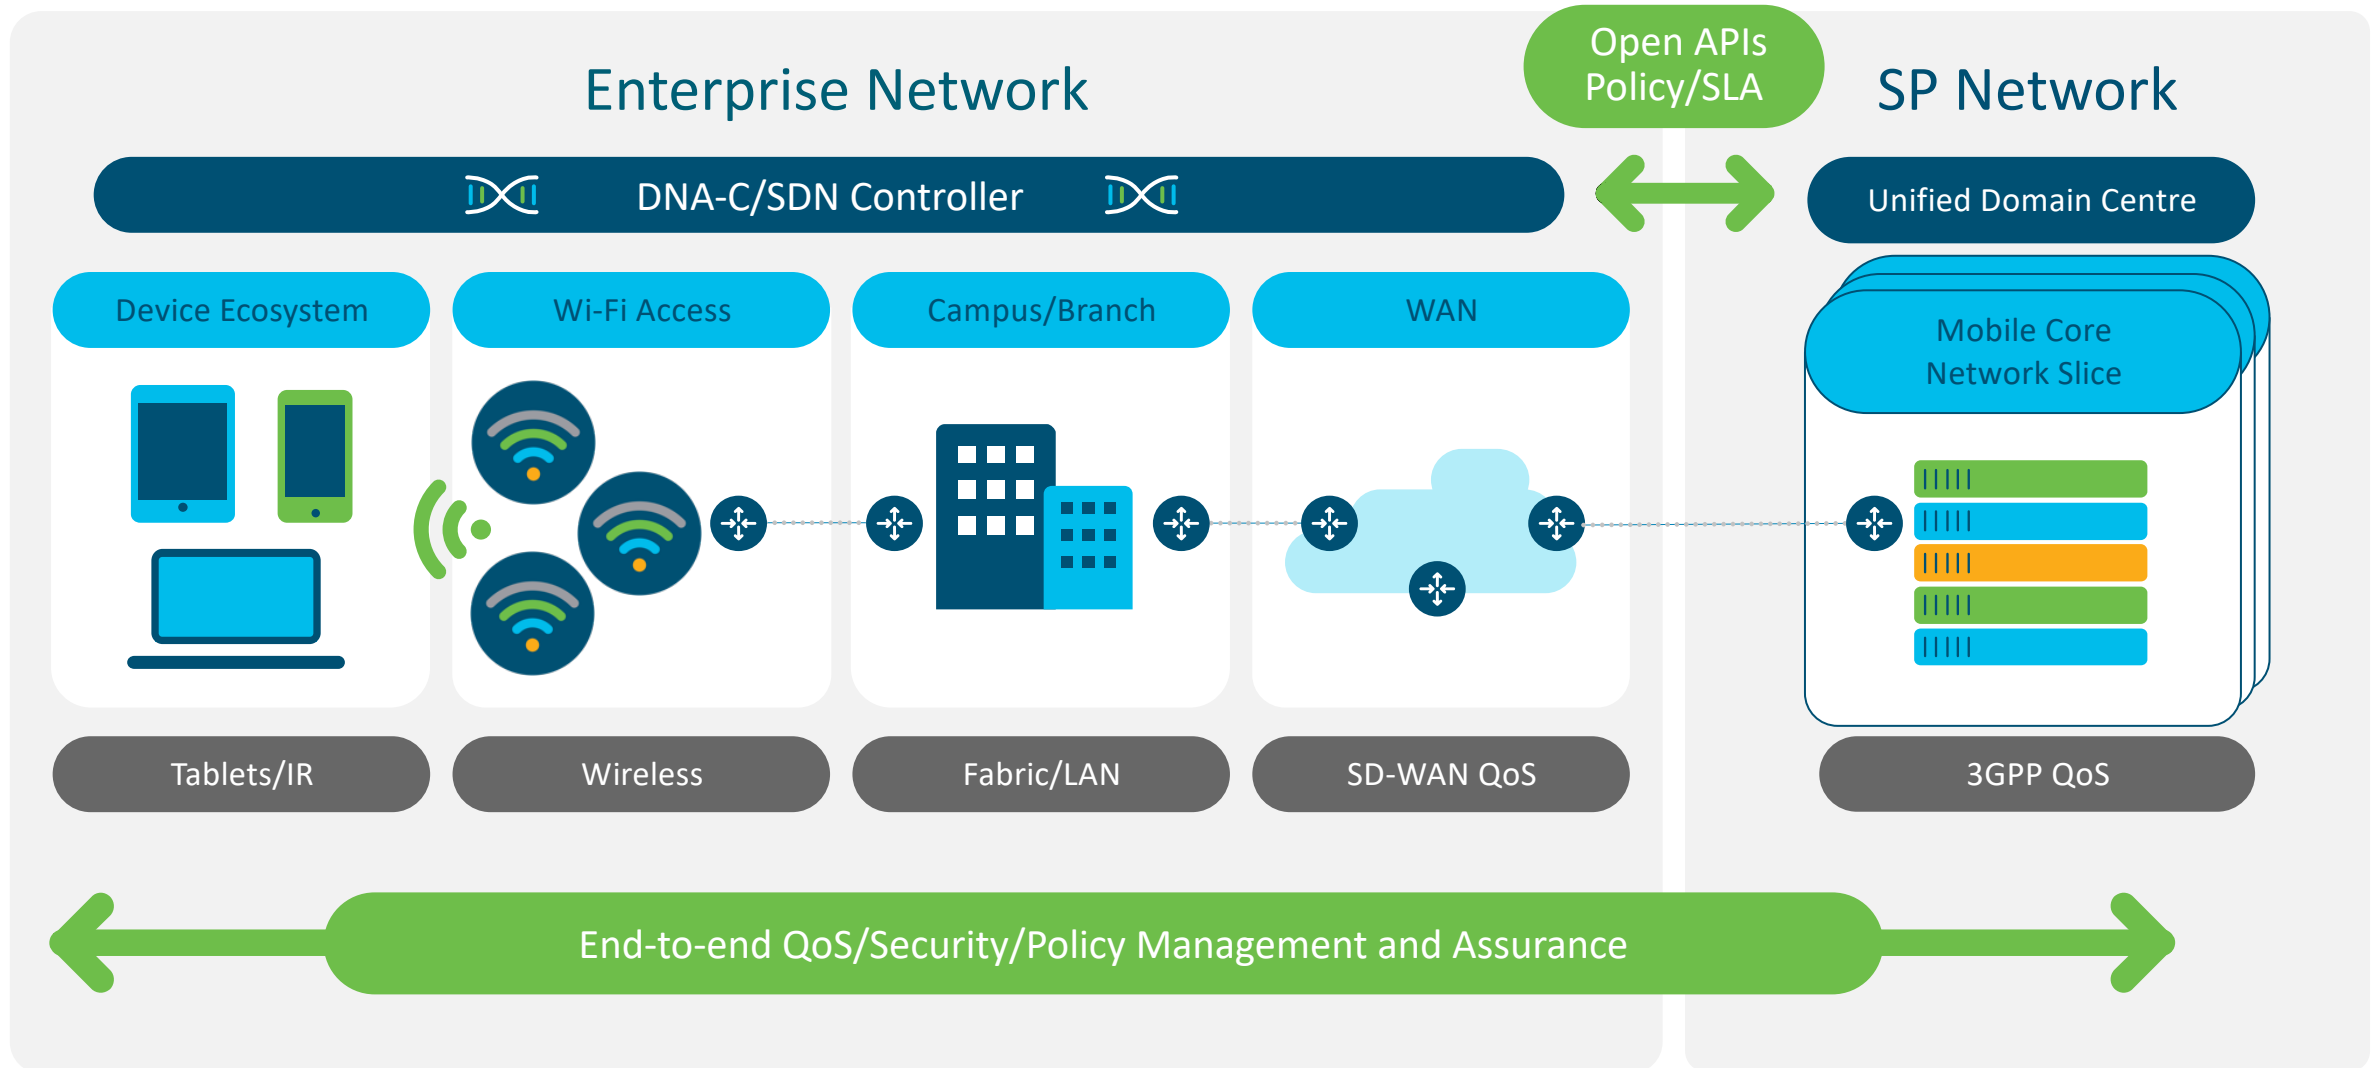 Enterprise Network
Open APIs
Policy/SLA
SP Network
DNA-C/SDN Controller
Unified Domain Centre
Device Ecosystem
Wi-Fi Access
Campus/Branch
WAN
Mobile Core
Network Slice
Tablets/IR
Wireless
Fabric/LAN
SD-WAN QoS
3GPP QoS
End-to-end QoS/Security/Policy Management and Assurance